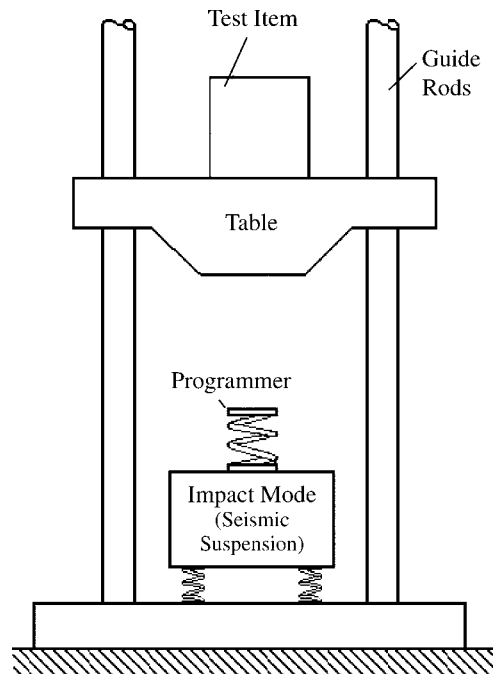 Test Item
Guide
Rods
Table
Programmer
Impact Mode
(Seismic
Suspension)